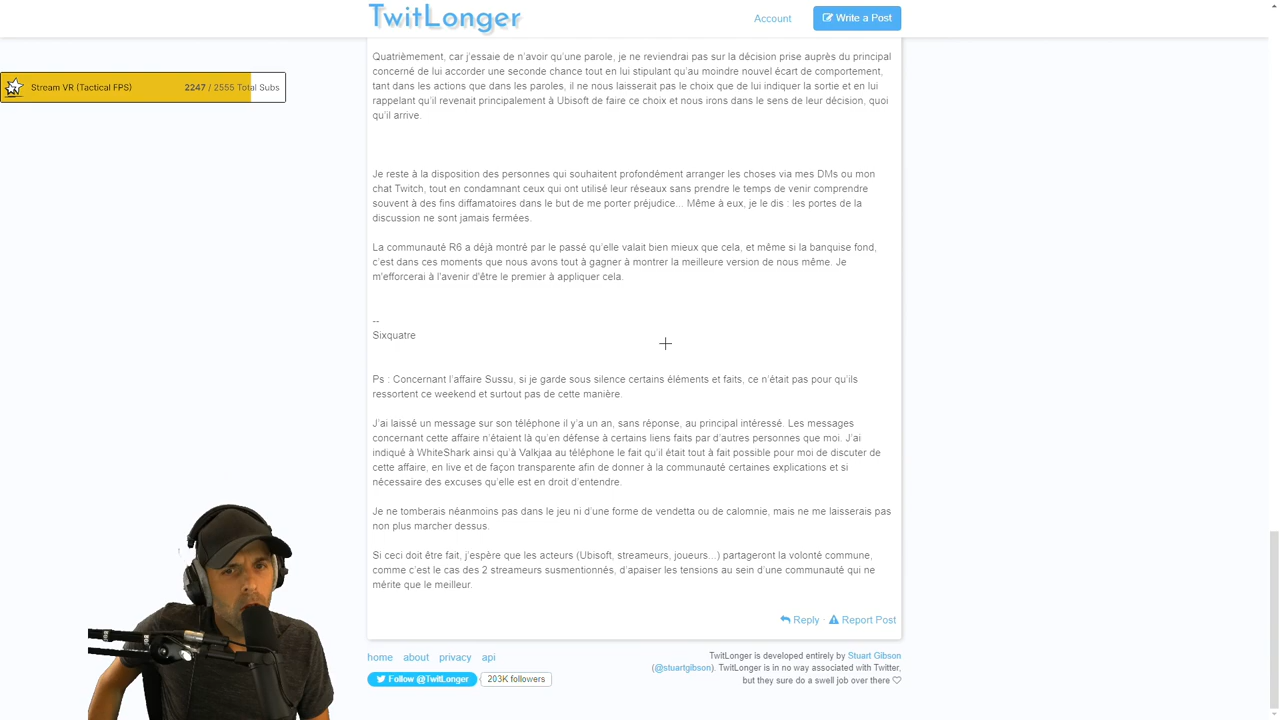 TwitLonger
Account
Write a Post
Stream VR (Tactical FPS)
2247 / 2555 Total Subs
Quatrièmement, car j'essaie de n'avoir qu'une parole, je ne reviendrai pas sur la décision prise auprès du principal
concerné de lui accorder une seconde chance tout en lui stipulant qu'au moindre nouvel écart de comportement,
tant dans les actions que dans les paroles, il ne nous laisserait pas le choix que de lui indiquer la sortie et en lui
rappelant qu'il revenait principalement à Ubisoft de faire ce choix et nous irons dans le sens de leur décision, quoi
qu'il arrive.
Je reste à la disposition des personnes qui souhaitent profondément arranger les choses via mes DMs ou mon
chat Twitch, tout en condamnant ceux qui ont utilisé leur réseaux sans prendre le temps de venir comprendre
souvent à des fins diffamatoires dans le but de me porter préjudice... Même à eux, je le dis : les portes de la
discussion ne sont jamais fermées.
La communauté R6 a déjà montré par le passé qu'elle valait bien mieux que cela, et même si la banquise fond,
c'est dans ces moments que nous avons tout à gagner à montrer la meilleure version de nous même. Je
m'efforcerai à l'avenir d'être le premier à appliquer cela.
--
Sixquatre
Ps : Concernant l'affaire Sussu, si je garde sous silence certains éléments et faits, ce n'était pas pour qu'ils
ressortent ce weekend et surtout pas de cette manière.
J'ai laissé un message sur son téléphone il y'a un an, sans réponse, au principal intéressé. Les messages
concernant cette affaire n'étaient là qu'en défense à certains liens faits par d'autres personnes que moi. J'ai
indiqué à WhiteShark ainsi qu'à Valkjaa au téléphone le fait qu'il était tout à fait possible pour moi de discuter de
cette affaire, en live et de façon transparente afin de donner à la communauté certaines explications et si
nécessaire des excuses qu'elle est en droit d'entendre.
Je ne tomberais néanmoins pas dans le jeu ni d'une forme de vendetta ou de calomnie, mais ne me laisserais pas
non plus marcher dessus.
Si ceci doit être fait, j'espère que les acteurs (Ubisoft, streameurs, joueurs...) partageront la volonté commune,
comme c'est le cas des 2 streameurs susmentionnés, d'apaiser les tensions au sein d'une communauté qui ne
mérite que le meilleur.
Reply · Report Post
home about privacy api
Follow @TwitLonger 203K followers
TwitLonger is developed entirely by Stuart Gibson
(@stuartgibson). TwitLonger is in no way associated with Twitter,
but they sure do a swell job over there